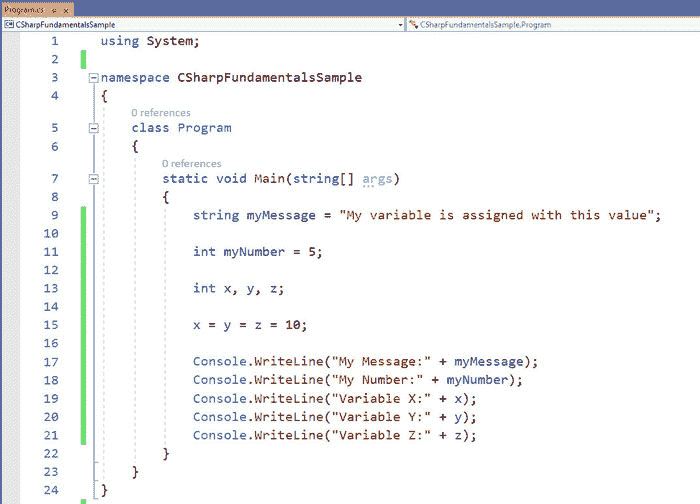 Program.cs
CSharpFundamentalsSample CSharpFundamentalsSample.Program
1 using System;
2
3 namespace CSharpFundamentalsSample
4 {
0 references
5 class Program
6 {
0 references
7 static void Main(string[] args)
8 {
9 string myMessage = "My variable is assigned with this value";
10
11 int myNumber = 5;
12
13 int x, y, z;
14
15 x = y = z = 10;
16
17 Console.WriteLine("My Message:" + myMessage);
18 Console.WriteLine("My Number:" + myNumber);
19 Console.WriteLine("Variable X:" + x);
20 Console.WriteLine("Variable Y:" + y);
21 Console.WriteLine("Variable Z:" + z);
22 }
23 }
24 }